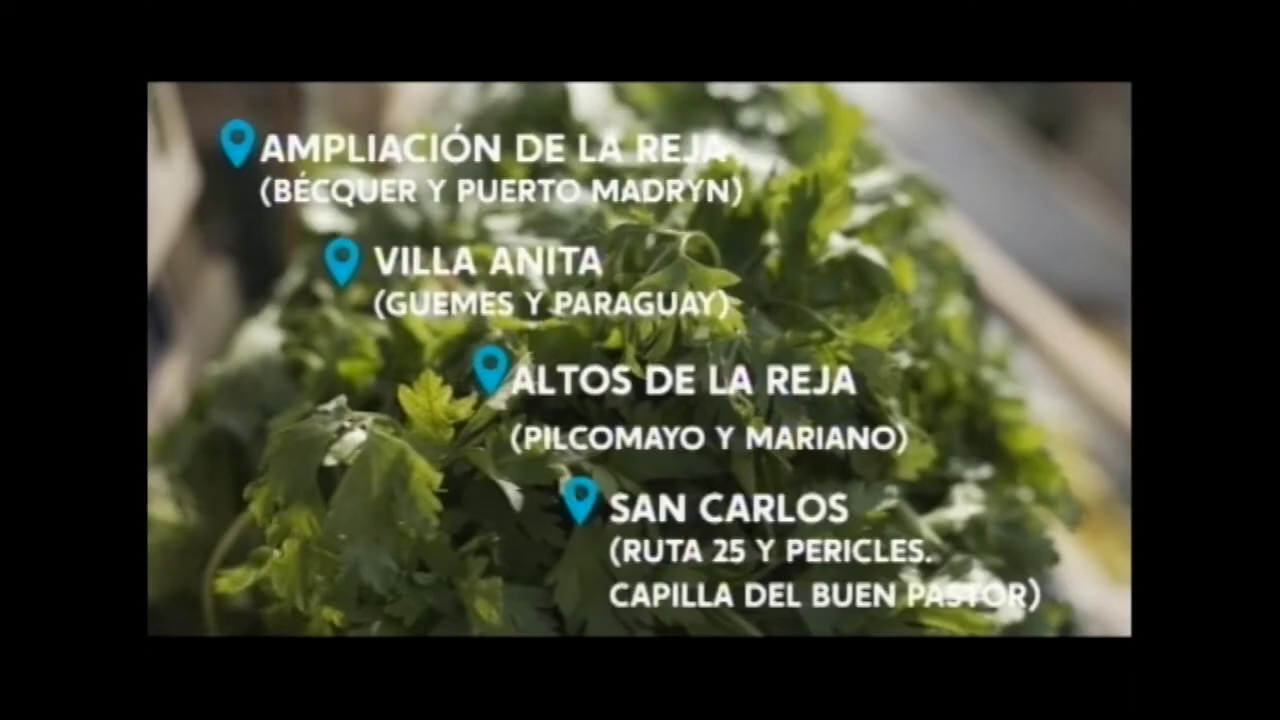 AMPLIACIÓN DE LA REJA
(BÉCQUER Y PUERTO MADRYN)
VILLA ANITA
(GUEMES Y PARAGUAY)
ALTOS DE LA REJA
(PILCOMAYO Y MARIANO)
SAN CARLOS
(RUTA 25 Y PERICLES.
CAPILLA DEL BUEN PASTOR)